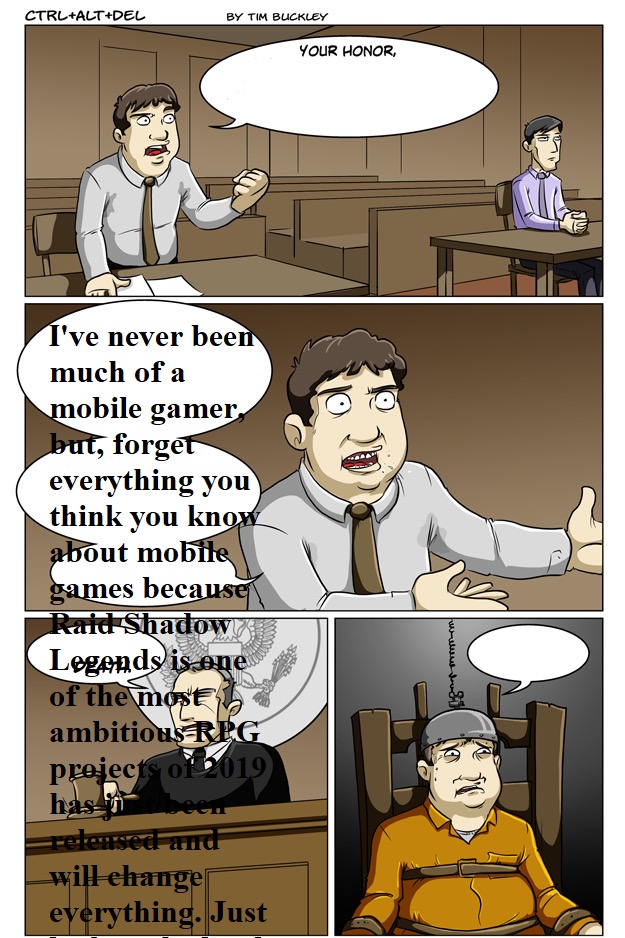 CTRL+ALT+DEL BY TIM BUCKLEY
YOUR HONOR,
I've never been
much of a
mobile gamer,
but, forget
everything you
think you know
about mobile
games because
Raid Shadow
Legends is one
of the most
ambitious RPG
projects of 2019
has just been
released and
will change
everything. Just
DEATH.